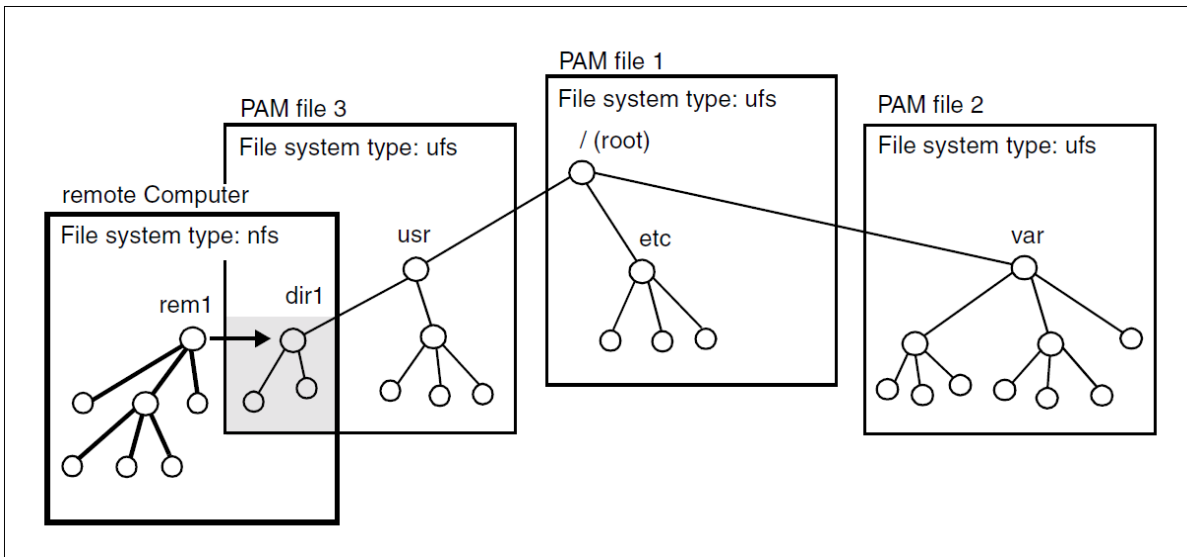 PAM file 1
File system type: ufs
/ (root)
etc
PAM file 3
File system type: ufs
usr
dir1
PAM file 2
File system type: ufs
var
remote Computer
File system type: nfs
rem1